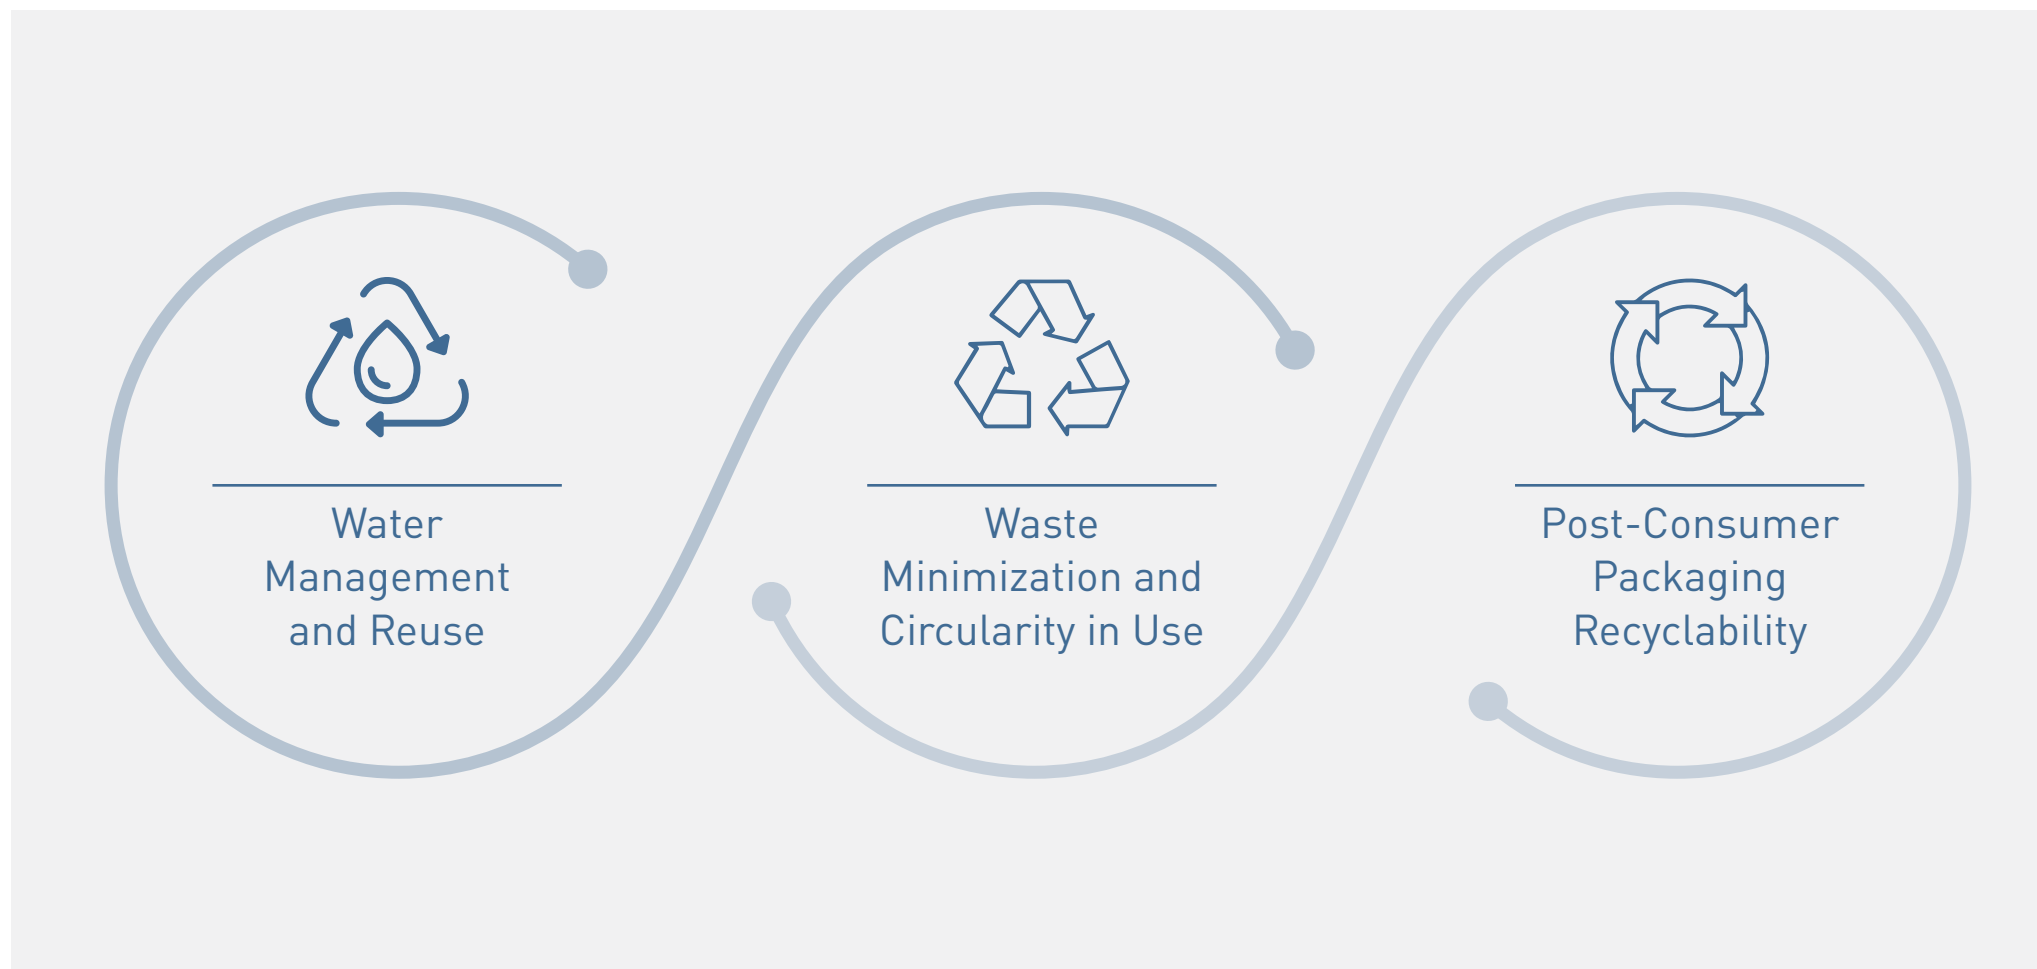 Water
Management
and Reuse
Waste
Minimization and
Circularity in Use
Post-Consumer
Packaging
Recyclability